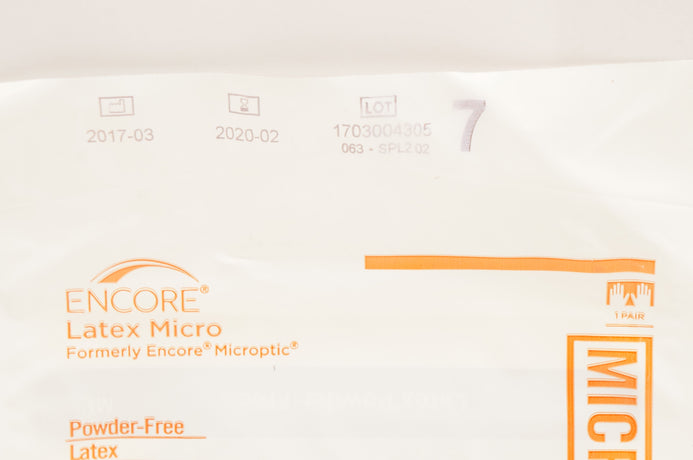 2017-03
2020-02
LOT
1703004305
063 - SPL2 02
7
ENCORE®
Latex Micro
Formerly Encore® Microptic®
1 PAIR
MICR
Powder-Free
Latex